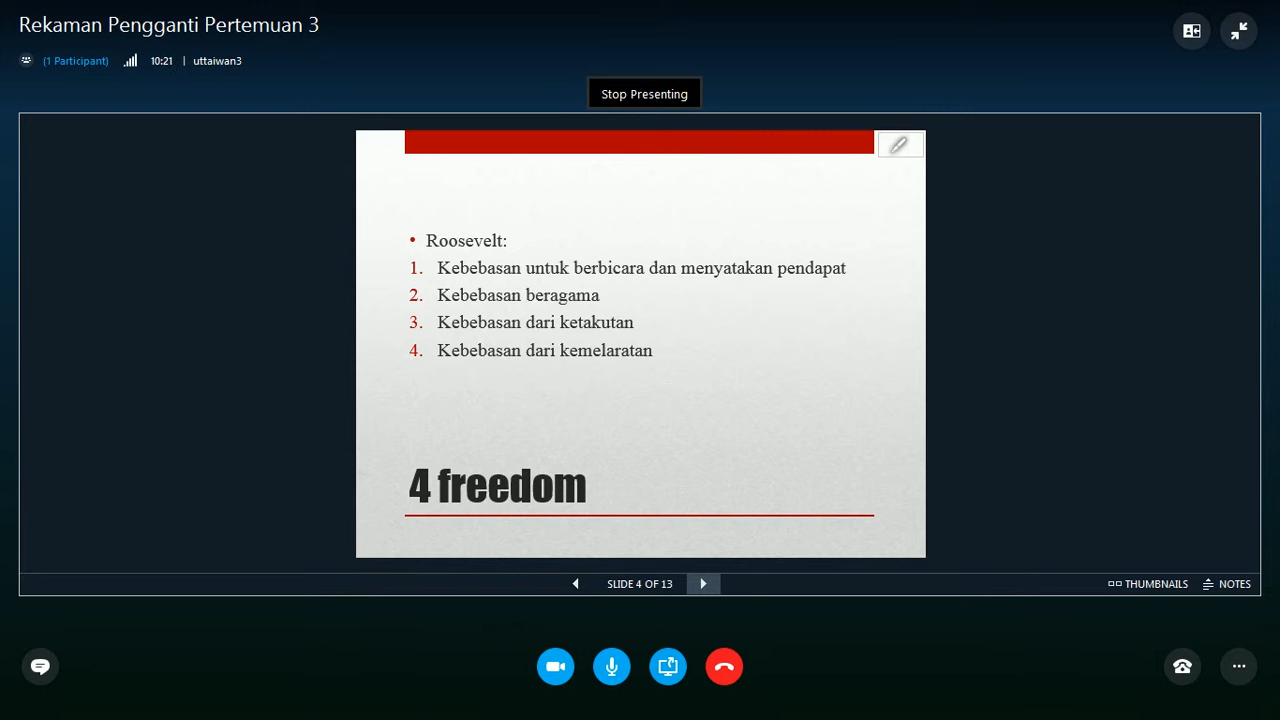 Rekaman Pengganti Pertemuan 3
(1 Participant) 10:21 | uttaiwan3
Stop Presenting
• Roosevelt:
1. Kebebasan untuk berbicara dan menyatakan pendapat
2. Kebebasan beragama
3. Kebebasan dari ketakutan
4. Kebebasan dari kemelaratan
4 freedom
SLIDE 4 OF 13
THUMBNAILS
NOTES